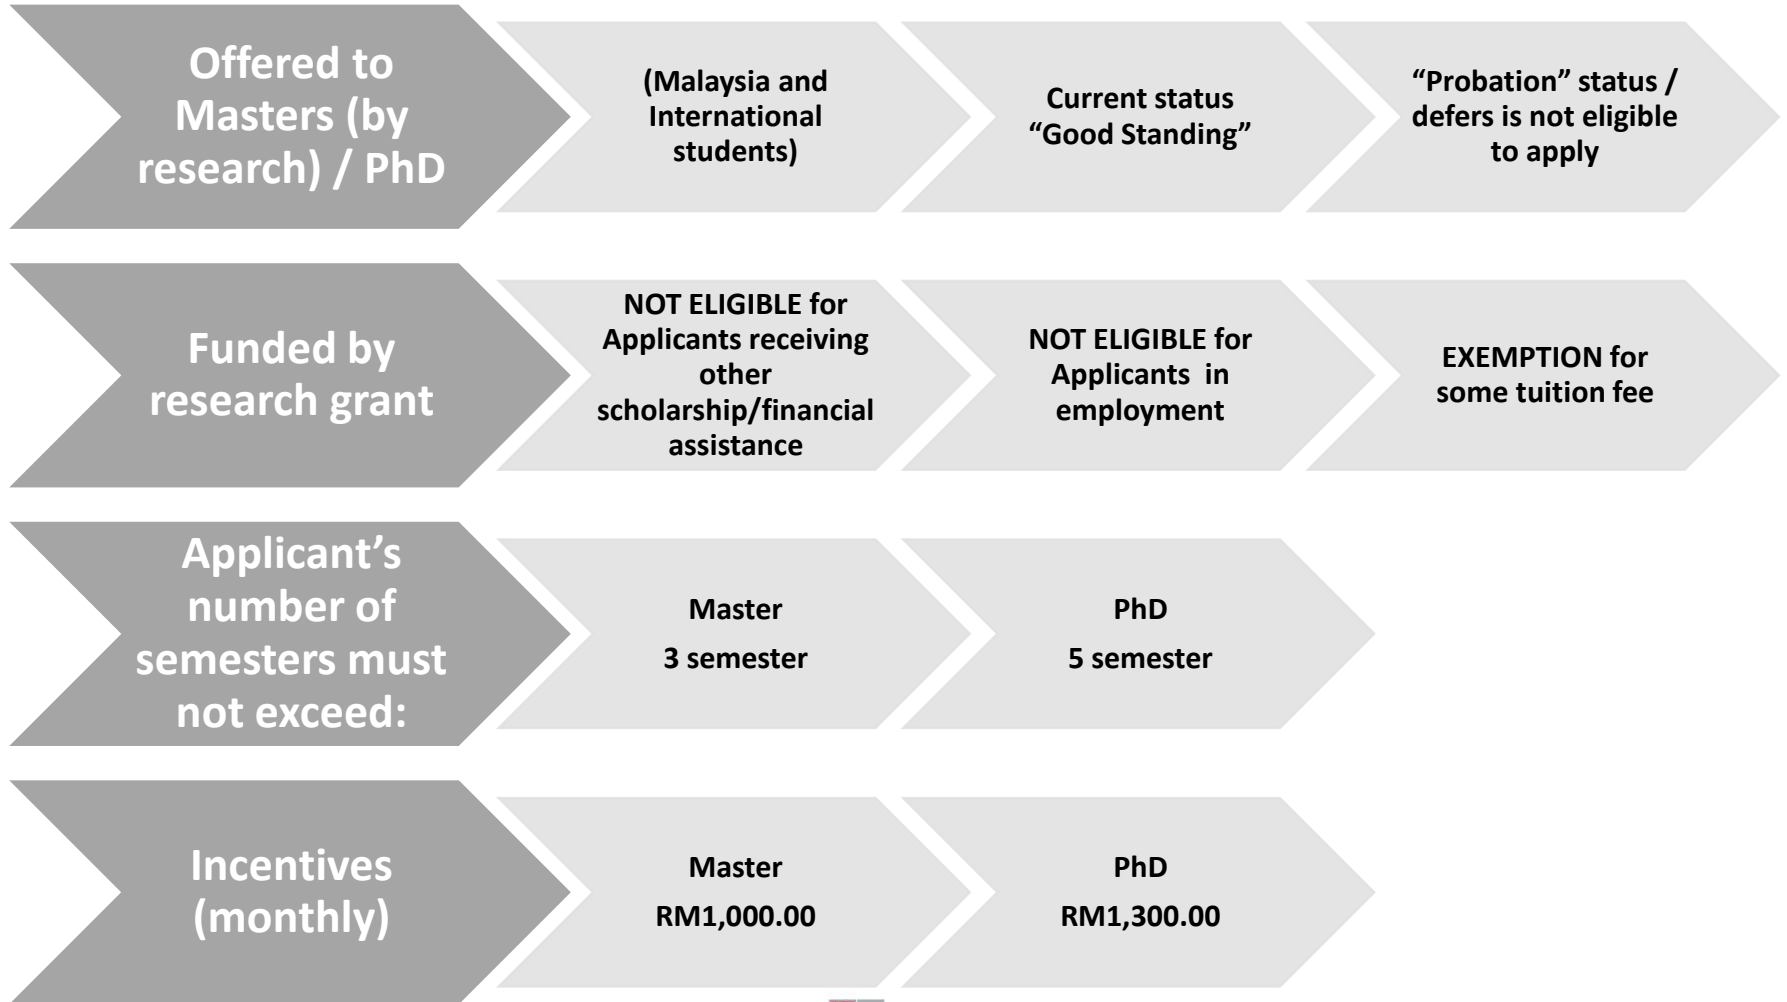 Offered to
Masters (by
research) / PhD
(Malaysia and
International
students)
Current status
“Good Standing”
“Probation” status /
defers is not eligible
to apply
Funded by
research grant
NOT ELIGIBLE for
Applicants receiving
other
scholarship/financial
assistance
NOT ELIGIBLE for
Applicants in
employment
EXEMPTION for
some tuition fee
Applicant’s
number of
semesters must
not exceed:
Master
3 semester
PhD
5 semester
Incentives
(monthly)
Master
RM1,000.00
PhD
RM1,300.00